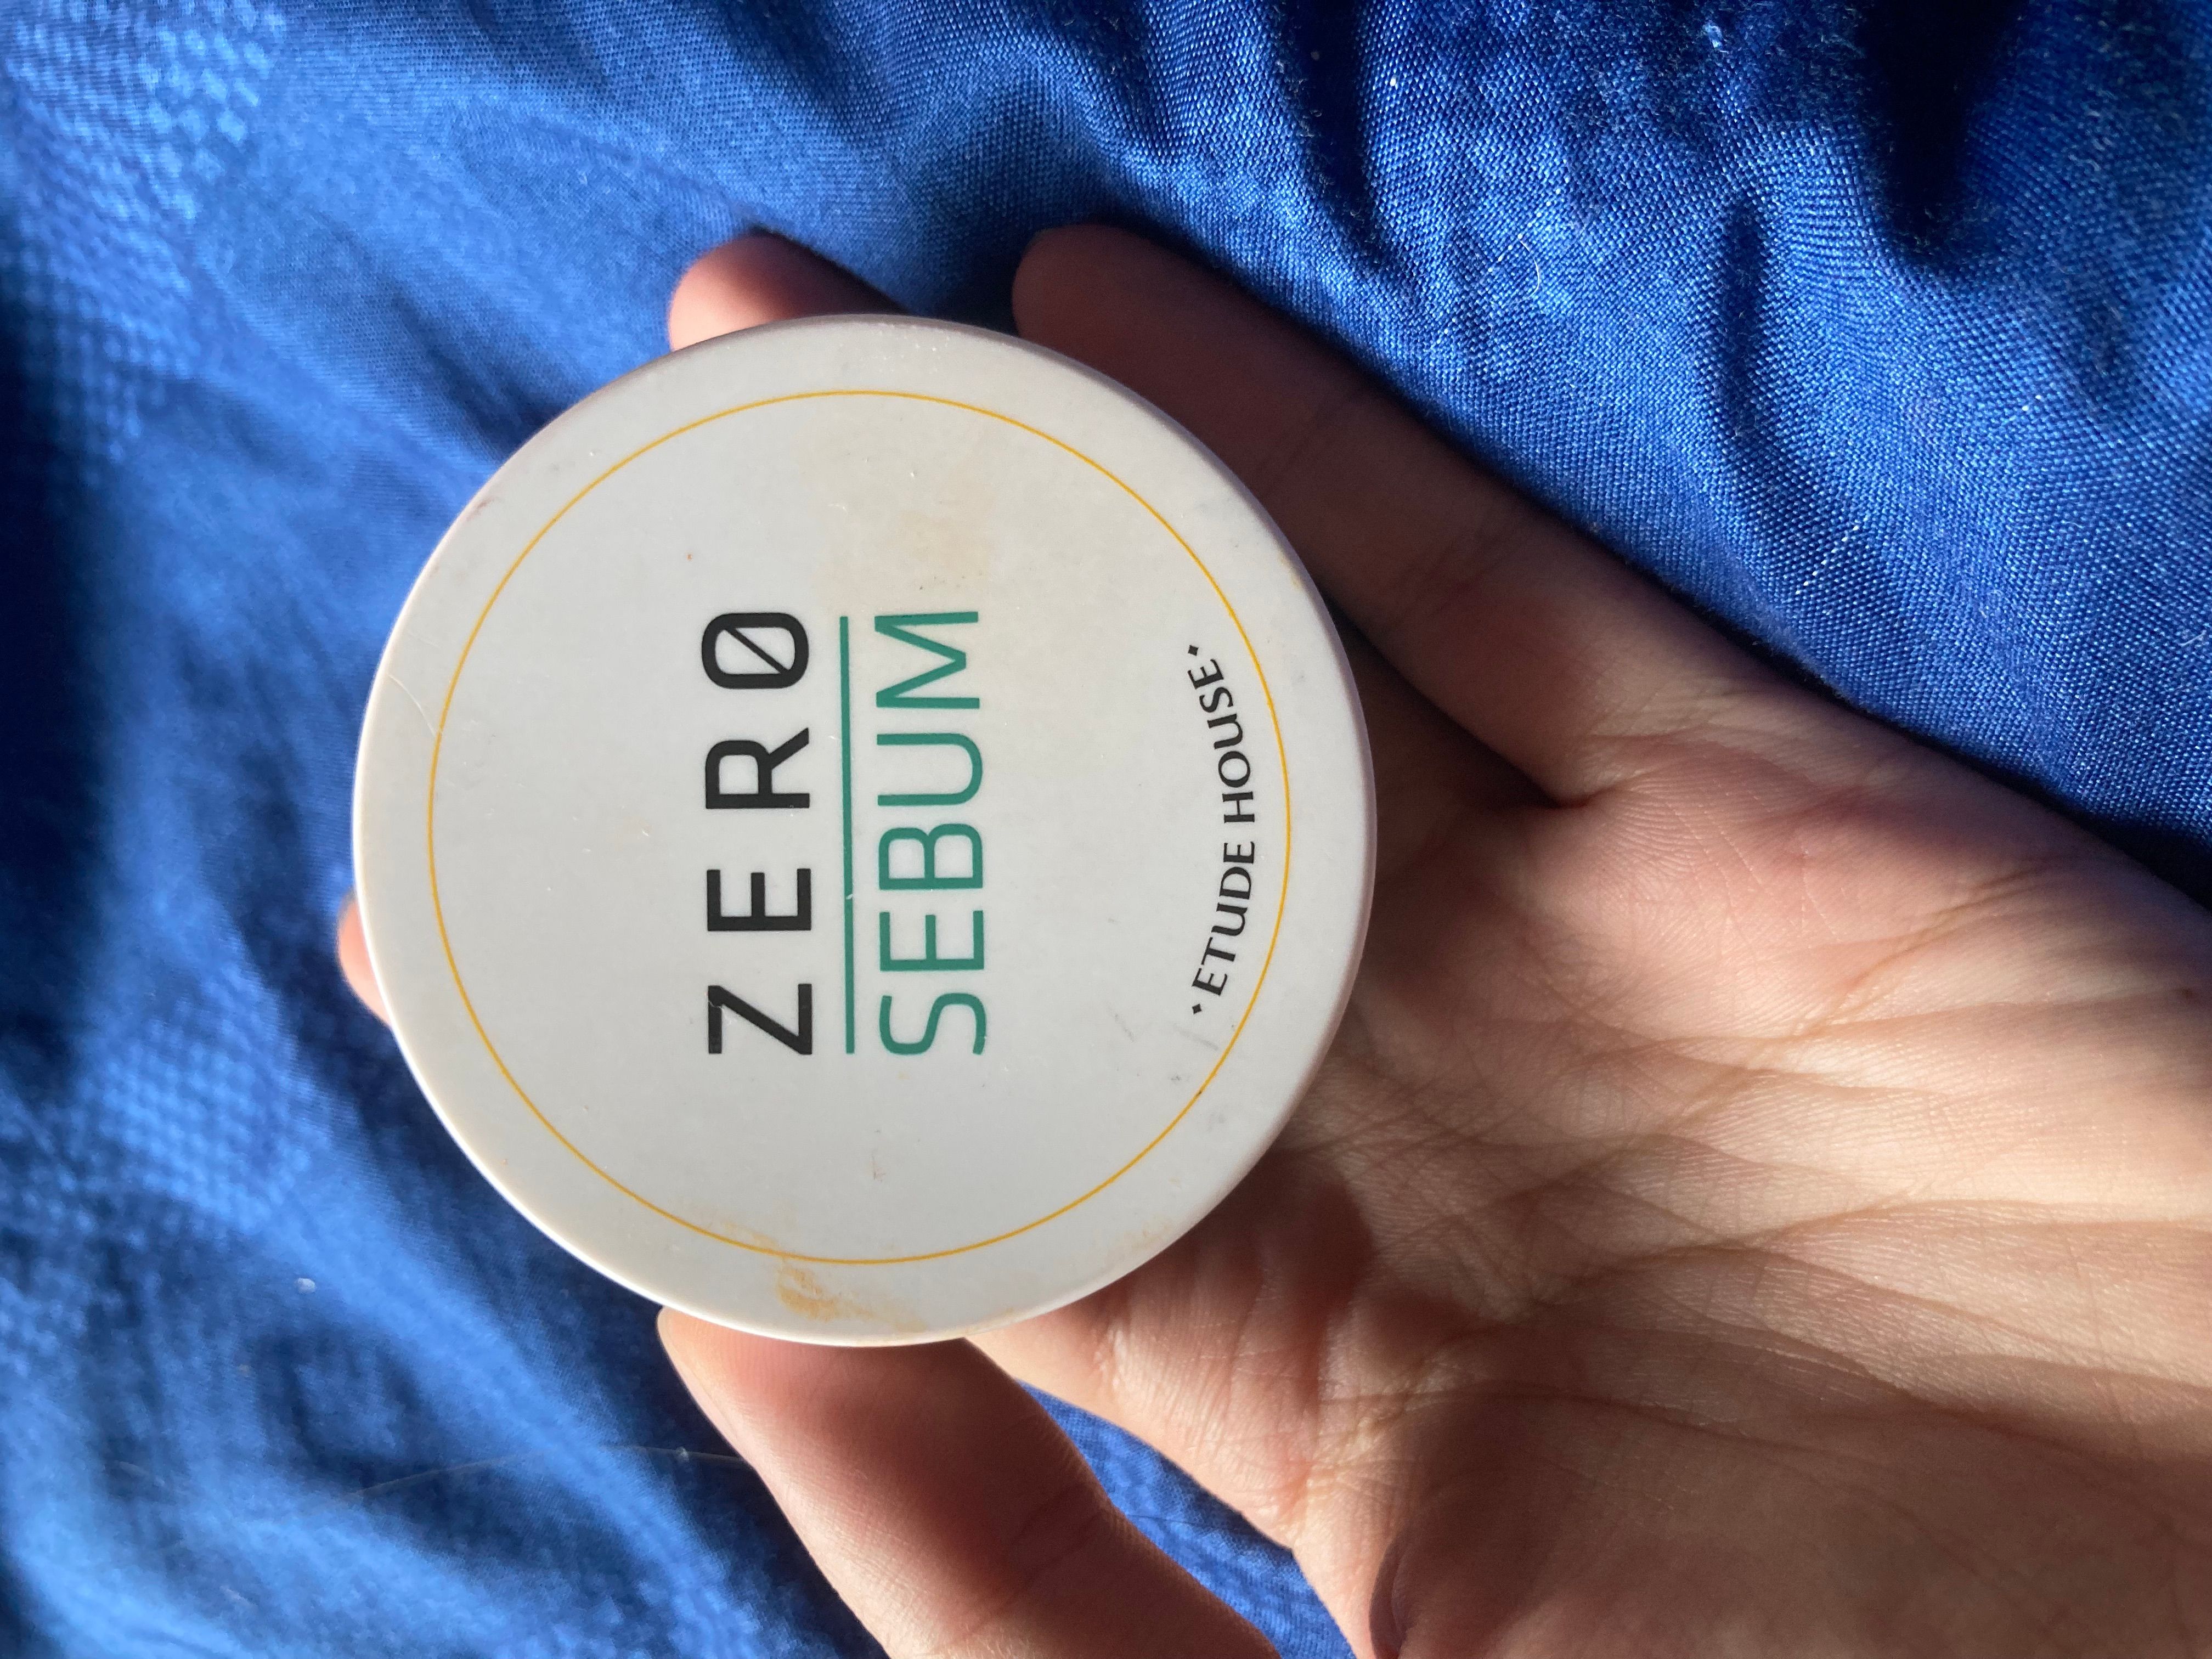 ZERØ
SEBUM
· ETUDE HOUSE ·